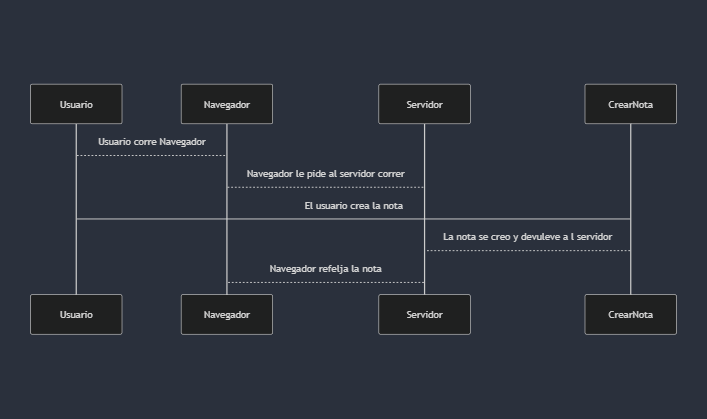 Usuario
Navegador
Servidor
CrearNota
Usuario corre Navegador
Navegador le pide al servidor correr
El usuario crea la nota
La nota se creo y devuleve a l servidor
Navegador refelja la nota
Usuario
Navegador
Servidor
CrearNota